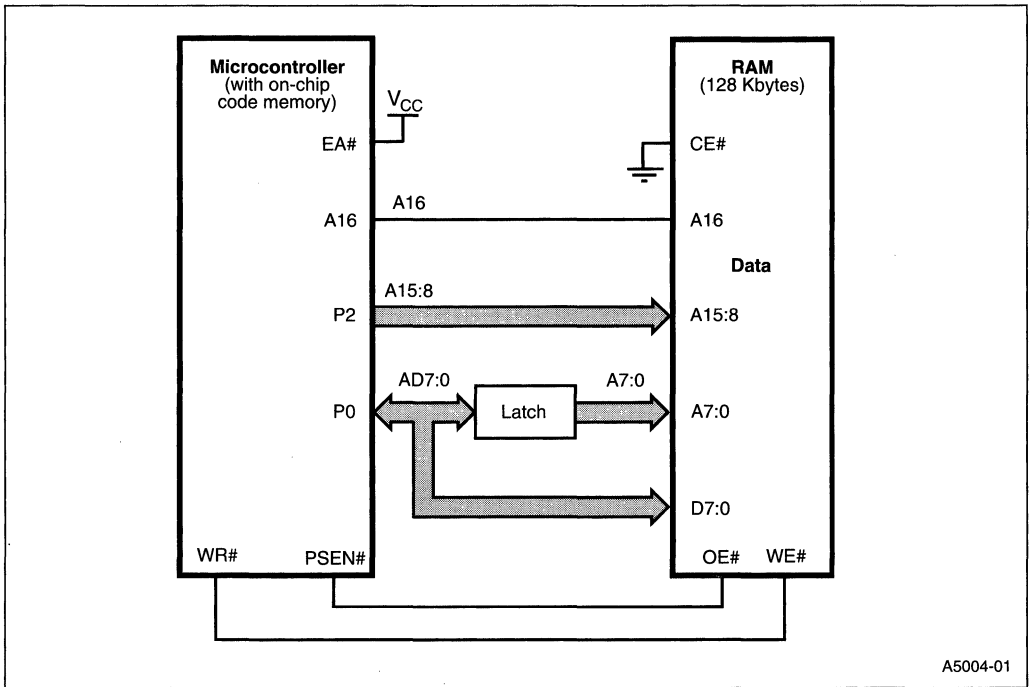 Microcontroller
(with on-chip
code memory)
VCC
EA#
A16
A16
P2
A15:8
P0
AD7:0
Latch
A7:0
WR#
PSEN#
RAM
(128 Kbytes)
CE#
A16
Data
A15:8
A7:0
D7:0
OE#
WE#
A5004-01